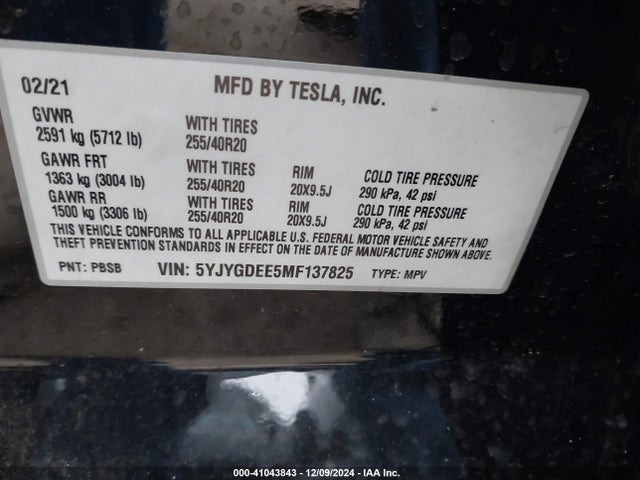 02/21 MFD BY TESLA, INC.
GVWR
2591 kg (5712 lb) WITH TIRES
255/40R20
GAWR FRT
1363 kg (3004 lb) WITH TIRES
255/40R20 RIM
20X9.5J COLD TIRE PRESSURE
290 kPa, 42 psi
GAWR RR
1500 kg (3306 lb) WITH TIRES
255/40R20 RIM
20X9.5J COLD TIRE PRESSURE
290 kPa, 42 psi
THIS VEHICLE CONFORMS TO ALL APPLICABLE U.S. FEDERAL MOTOR VEHICLE SAFETY AND
THEFT PREVENTION STANDARDS IN EFFECT ON THE DATE OF MANUFACTURE SHOWN ABOVE.
PNT: PBSB VIN: 5YJYGDEE5MF137825 TYPE: MPV
000-41043843 - 12/09/2024 - IAA Inc.